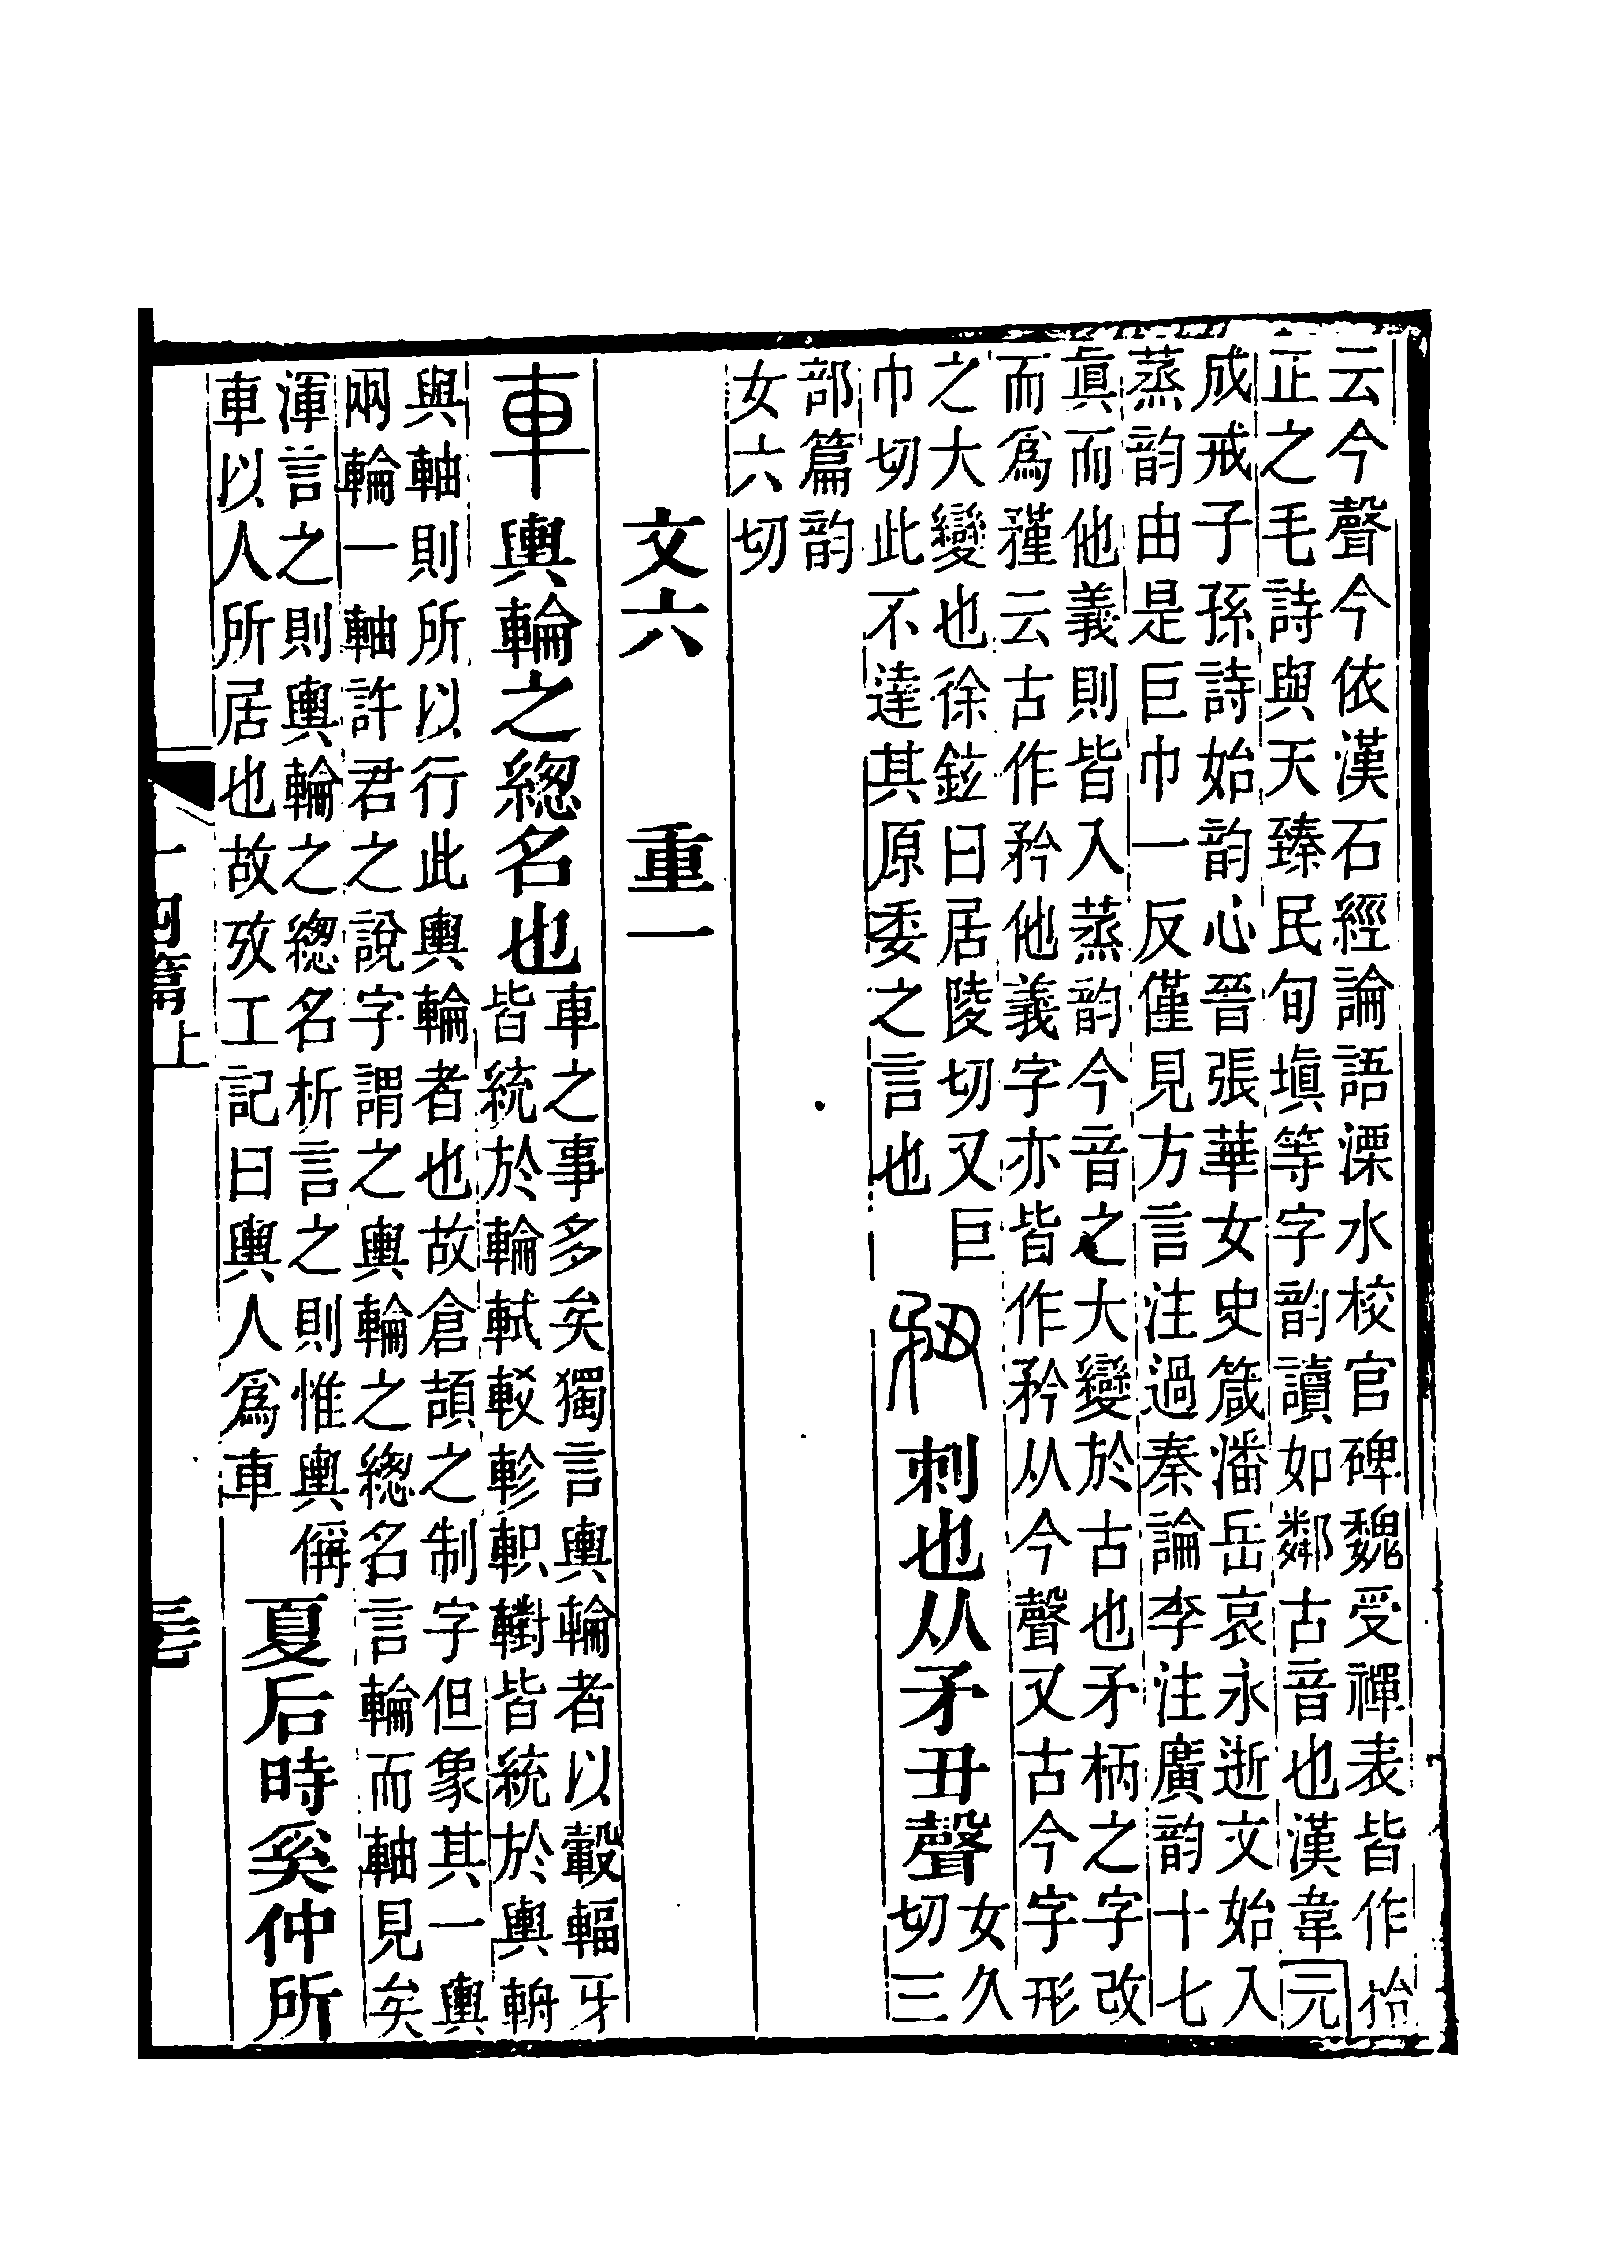 云今聲今依漢石經論語溧水校官碑魏受禪表皆作矝
正之毛詩與天臻民旬塡等字韵讀如鄰古音也漢韋元
成戒子孫詩始韵心晉張華女史箴潘岳哀永逝文始入
蒸韵由是巨巾一反僅見方言注過秦論李注廣韵十七
眞而他義則皆入蒸韵今音之大變於古也矛柄之字改
而爲𥎊云古作矜他義字亦皆作矜从今聲又古今字形
之大變也徐鉉曰居陵切又巨
巾切此不達其原委之言也
𥍞刺也从矛丑聲
女久
切三
部篇韵
女六切
文六 重一
車輿輪之緫名也
車之事多矣獨言輿輪者以轂輻牙
皆統於輪軾較軫軹轛皆統於輿輈
與軸則所以行此輿輪者也故倉頡之制字但象其一輿
兩輪一軸許君之說字謂之輿輪之緫名言輪而軸見矣
渾言之則輿輪之緫名析言之則惟輿偁
車以人所居也故攷工記曰輿人爲車
夏后時奚仲所
十四篇上